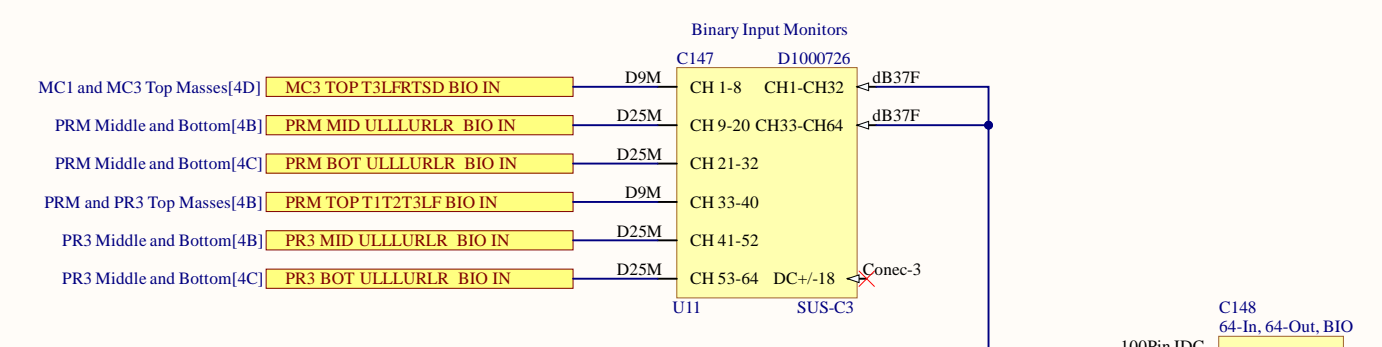 Binary Input Monitors
C147 D1000726
MC1 and MC3 Top Masses[4D] MC3 TOP T3LFRTSD BIO IN D9M CH 1-8 CH1-CH32 dB37F
PRM Middle and Bottom[4B] PRM MID ULLLURLR BIO IN D25M CH 9-20 CH33-CH64 dB37F
PRM Middle and Bottom[4C] PRM BOT ULLLURLR BIO IN D25M CH 21-32
PRM and PR3 Top Masses[4B] PRM TOP T1T2T3LF BIO IN D9M CH 33-40
PR3 Middle and Bottom[4B] PR3 MID ULLLURLR BIO IN D25M CH 41-52
PR3 Middle and Bottom[4C] PR3 BOT ULLLURLR BIO IN D25M CH 53-64 DC+/-18 Conec-3
U11 SUS-C3
C148
64-In, 64-Out, BIO
100Pin IDC